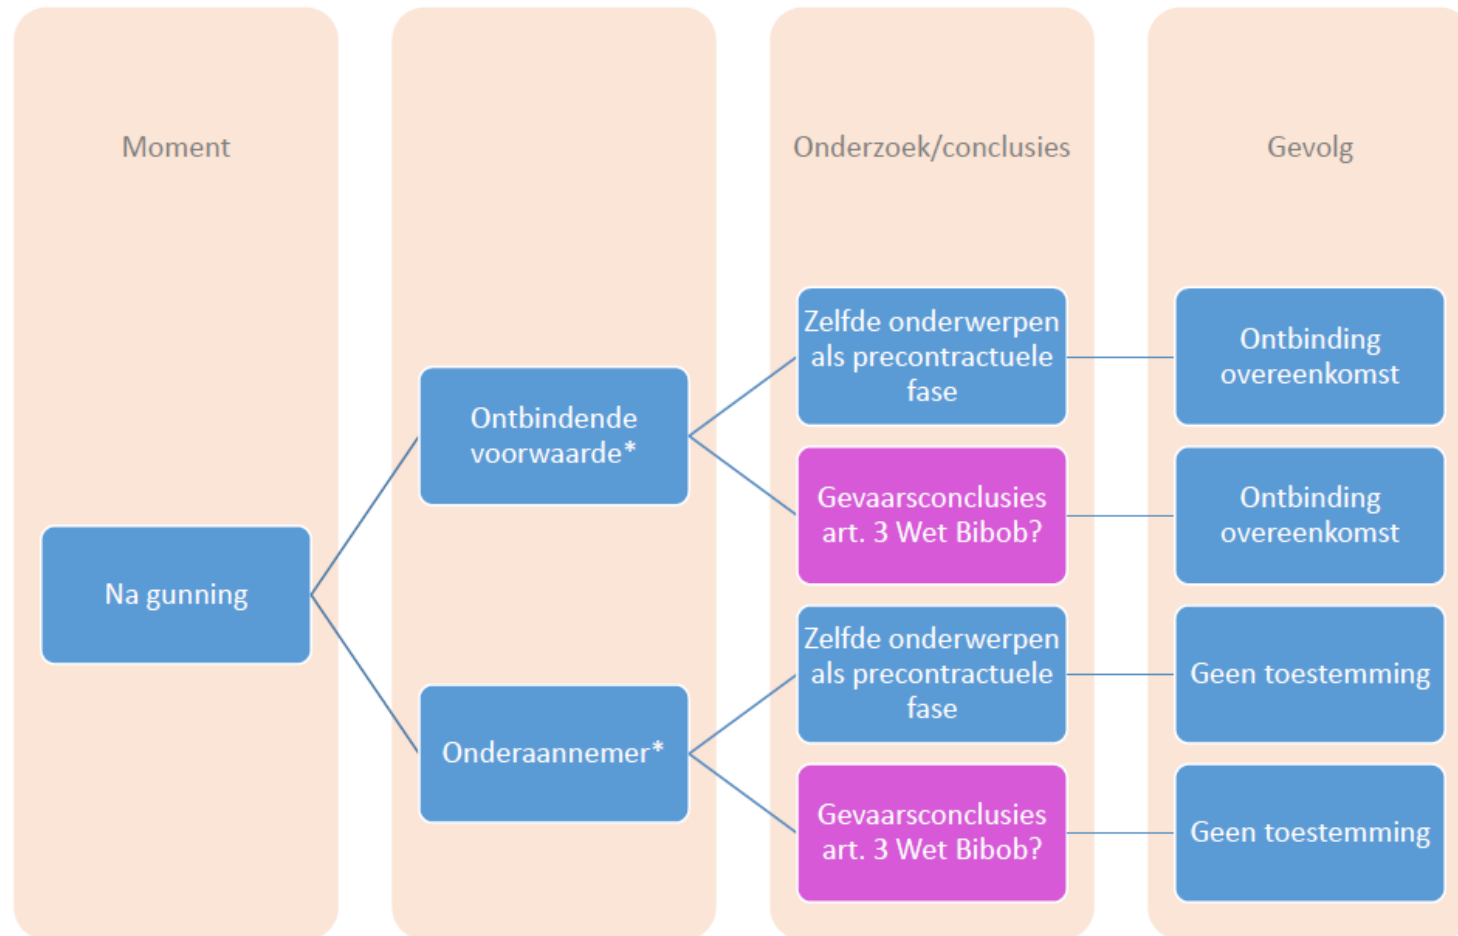 Moment
Onderzoek/conclusies
Gevolg
Na gunning
Ontbindende
voorwaarde*
Zelfde onderwerpen
als precontractuele
fase
Ontbinding
overeenkomst
Gevaarsconclusies
art. 3 Wet Bibob?
Ontbinding
overeenkomst
Onderaannemer*
Zelfde onderwerpen
als precontractuele
fase
Geen toestemming
Gevaarsconclusies
art. 3 Wet Bibob?
Geen toestemming